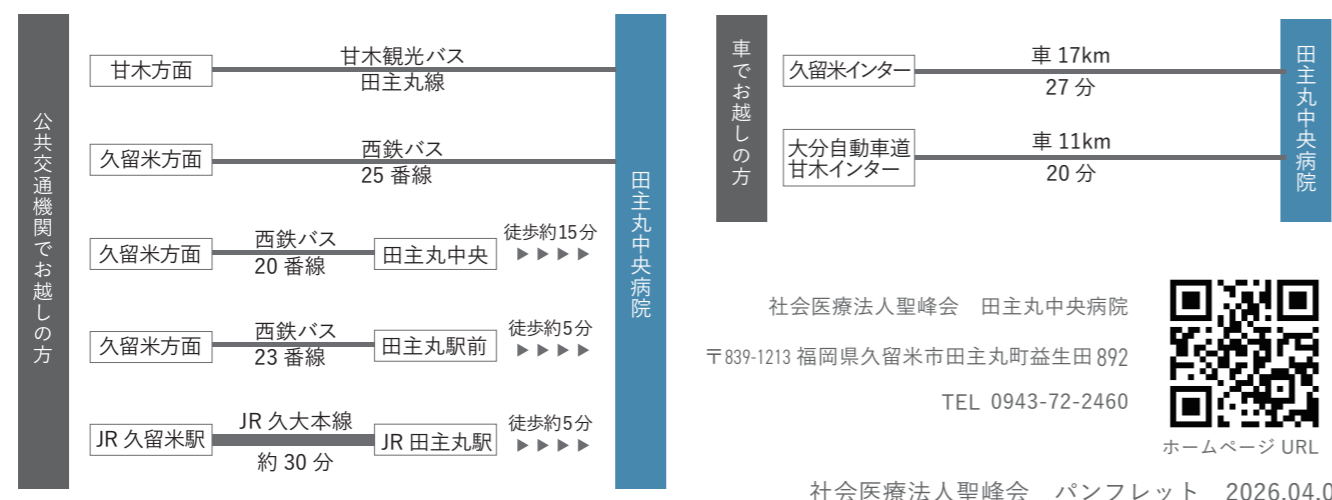 公共交通機関でお越しの方
甘木方面
甘木観光バス
田主丸線
久留米方面
西鉄バス
25 番線
久留米方面
西鉄バス
20 番線
田主丸中央
徒歩約15分
▶▶▶▶
久留米方面
西鉄バス
23 番線
田主丸駅前
徒歩約5分
▶▶▶▶
JR 久留米駅
JR 久大本線
約 30 分
JR 田主丸駅
徒歩約5分
▶▶▶▶
田主丸中央病院
車でお越しの方
久留米インター
車 17km
27 分
大分自動車道
甘木インター
車 11km
20 分
田主丸中央病院
社会医療法人聖峰会　田主丸中央病院
〒839-1213 福岡県久留米市田主丸町益生田 892
TEL 0943-72-2460
ホームページ URL
社会医療法人聖峰会　パンフレット　2026.04.0